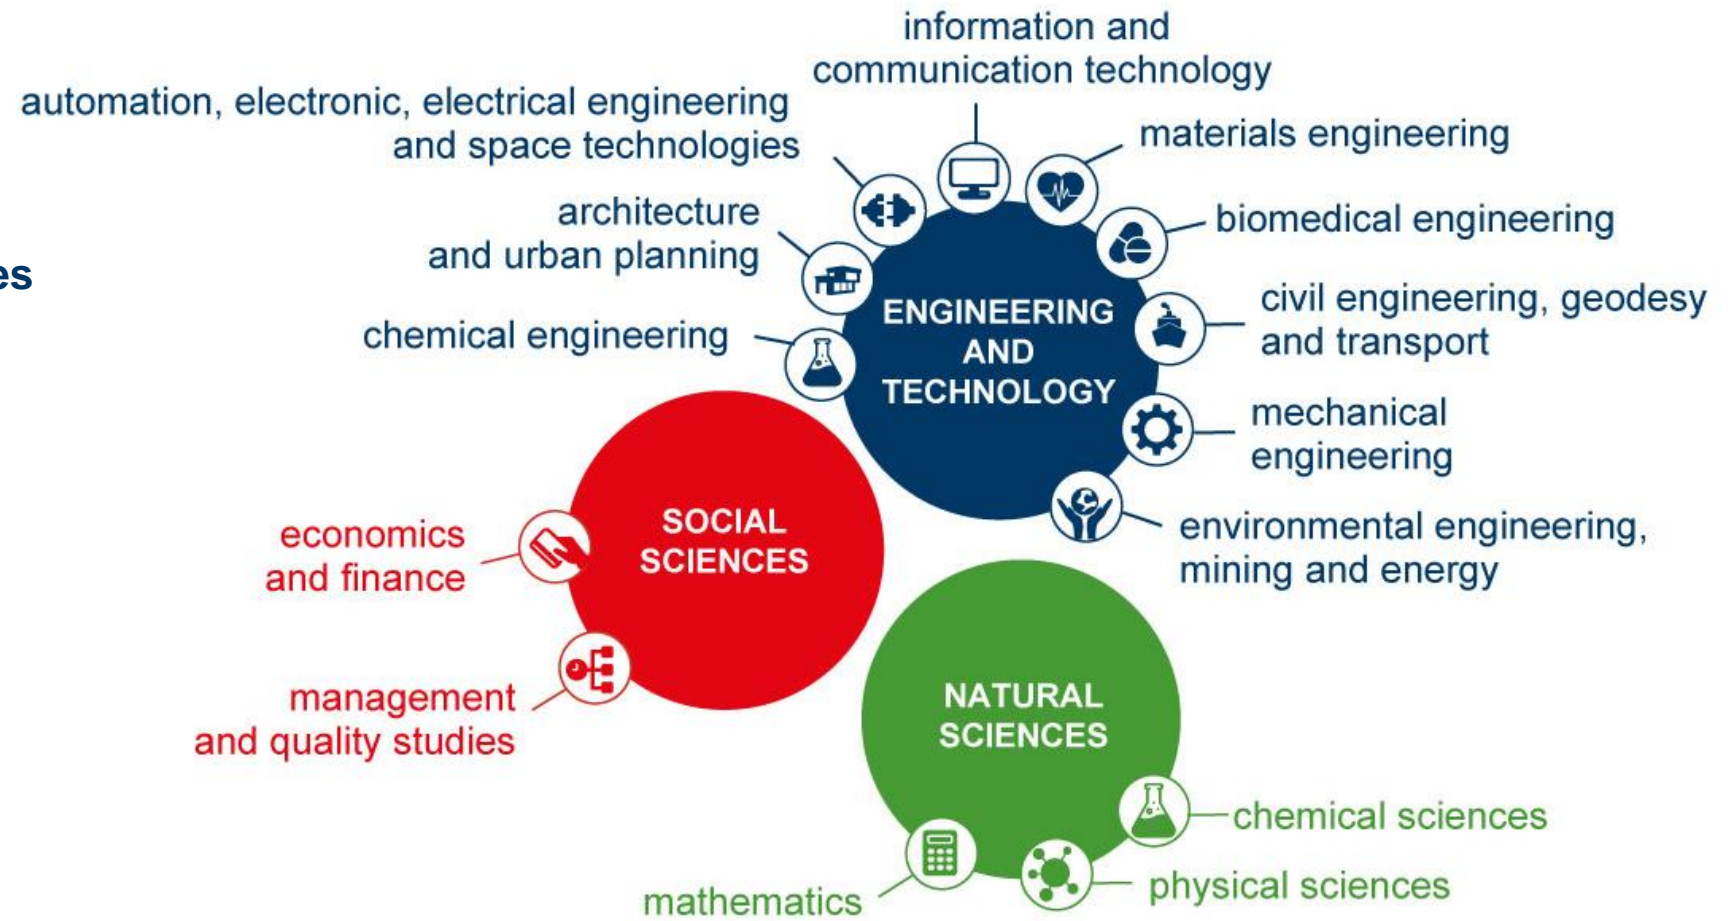 information and
communication technology
automation, electronic, electrical engineering
and space technologies
materials engineering
architecture
and urban planning
biomedical engineering
es
civil engineering, geodesy
and transport
chemical engineering
ENGINEERING
AND
TECHNOLOGY
mechanical
engineering
environmental engineering,
mining and energy
SOCIAL
SCIENCES
economics
and finance
management
and quality studies
NATURAL
SCIENCES
chemical sciences
physical sciences
mathematics